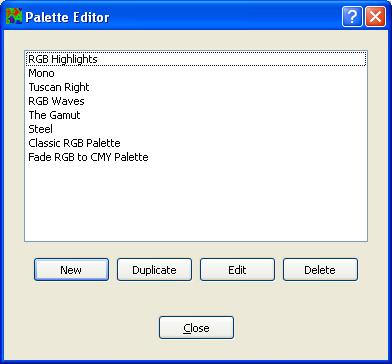 Palette Editor
RGB Highlights
Mono
Tuscan Right
RGB Waves
The Gamut
Steel
Classic RGB Palette
Fade RGB to CMY Palette
New Duplicate Edit Delete
Close